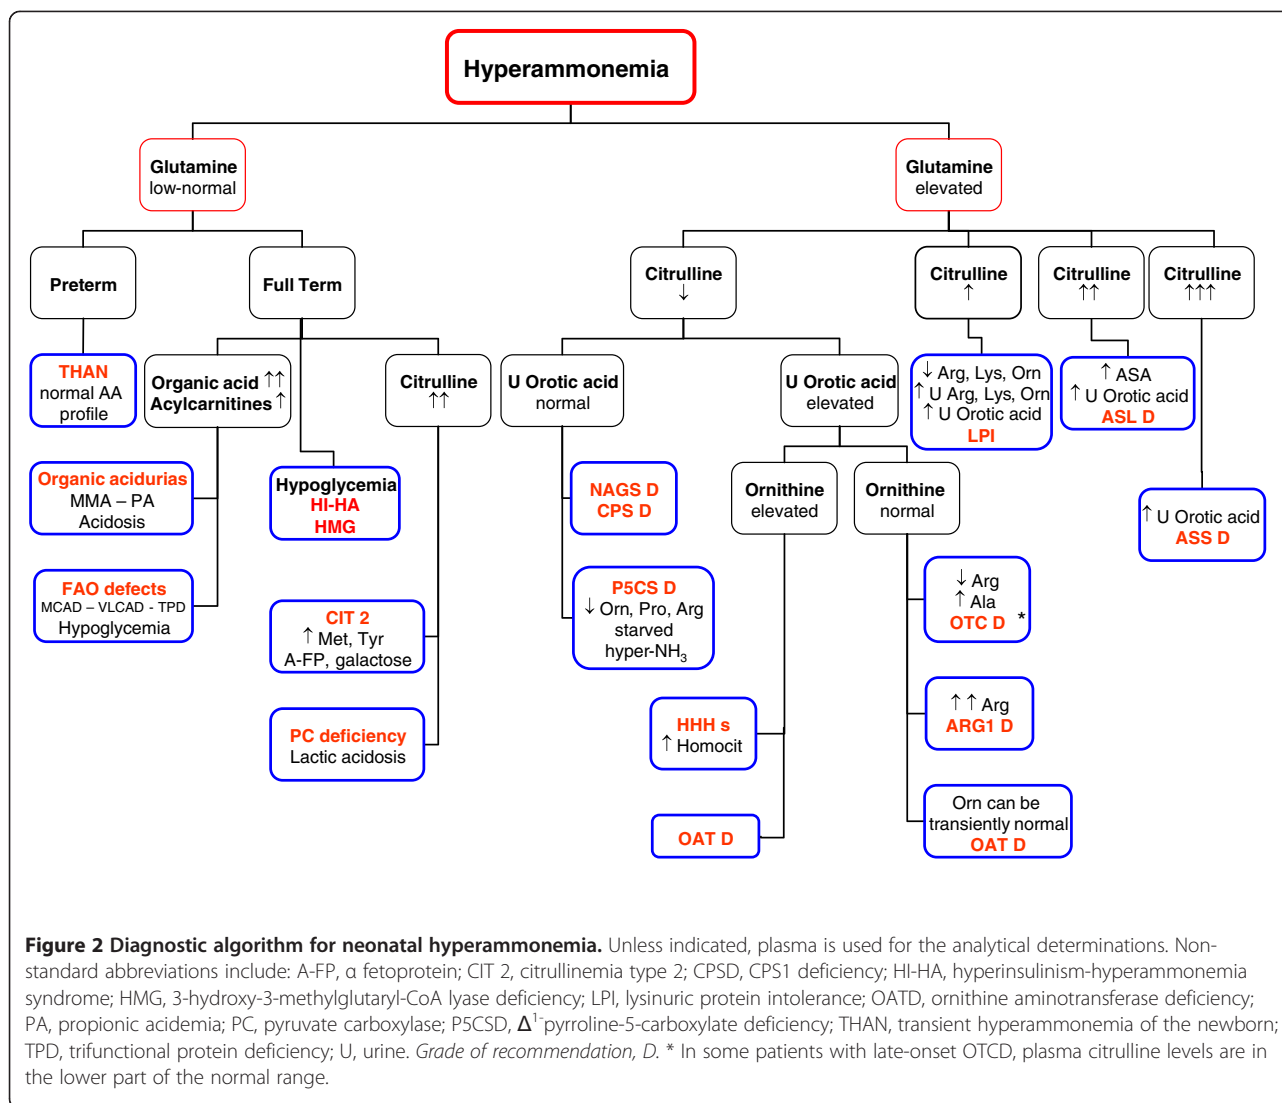 Hyperammonemia
Glutamine
low-normal
Glutamine
elevated
Preterm
Full Term
Citrulline
↓
Citrulline
↑
Citrulline
↑↑
Citrulline
↑↑↑
THAN
normal AA
profile
Organic acid ↑↑
Acylcarnitines ↑
Citrulline
↑↑
U Orotic acid
normal
U Orotic acid
elevated
↓ Arg, Lys, Orn
↑ U Arg, Lys, Orn
↑ U Orotic acid
LPI
↑ ASA
↑ U Orotic acid
ASL D
Organic acidurias
MMA – PA
Acidosis
Hypoglycemia
HI-HA
HMG
NAGS D
CPS D
Ornithine
elevated
Ornithine
normal
↑ U Orotic acid
ASS D
FAO defects
MCAD – VLCAD - TPD
Hypoglycemia
CIT 2
↑ Met, Tyr
A-FP, galactose
P5CS D
↓ Orn, Pro, Arg
starved
hyper-NH3
↓ Arg
↑ Ala
OTC D *
PC deficiency
Lactic acidosis
HHH s
↑ Homocit
↑ ↑ Arg
ARG1 D
OAT D
Orn can be
transiently normal
OAT D
Figure 2 Diagnostic algorithm for neonatal hyperammonemia. Unless indicated, plasma is used for the analytical determinations. Non-
standard abbreviations include: A-FP, α fetoprotein; CIT 2, citrullinemia type 2; CPSD, CPS1 deficiency; HI-HA, hyperinsulinism-hyperammonemia
syndrome; HMG, 3-hydroxy-3-methylglutaryl-CoA lyase deficiency; LPI, lysinuric protein intolerance; OATD, ornithine aminotransferase deficiency;
PA, propionic acidemia; PC, pyruvate carboxylase; P5CSD, Δ1-pyrroline-5-carboxylate deficiency; THAN, transient hyperammonemia of the newborn;
TPD, trifunctional protein deficiency; U, urine. Grade of recommendation, D. * In some patients with late-onset OTCD, plasma citrulline levels are in
the lower part of the normal range.